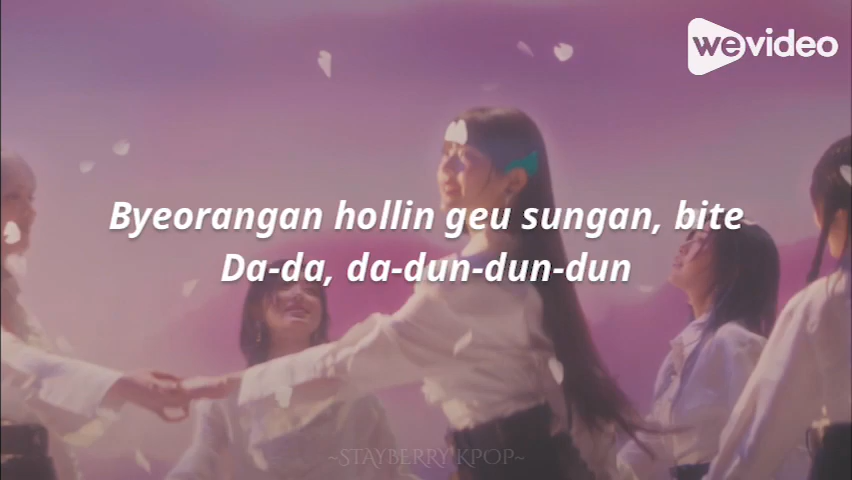 wevideo
Byeorangan hollin geu sungan, bite
Da-da, da-dun-dun-dun
~STAYBERRY KPOP~